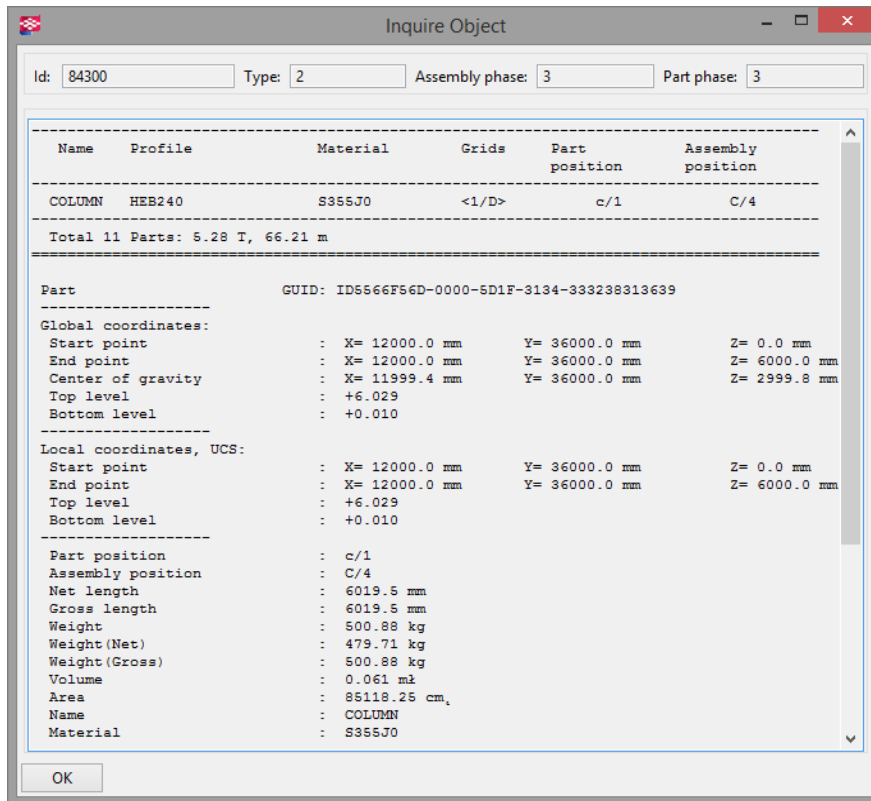 Inquire Object
Id: 84300 Type: 2 Assembly phase: 3 Part phase: 3
Name Profile Material Grids Part Assembly
position position
COLUMN HEB240 S355J0 <1/D> c/1 C/4
Total 11 Parts: 5.28 T, 66.21 m
Part GUID: ID5566F56D-0000-5D1F-3134-333238313639
Global coordinates:
Start point : X= 12000.0 mm Y= 36000.0 mm Z= 0.0 mm
End point : X= 12000.0 mm Y= 36000.0 mm Z= 6000.0 mm
Center of gravity : X= 11999.4 mm Y= 36000.0 mm Z= 2999.8 mm
Top level : +6.029
Bottom level : +0.010
Local coordinates, UCS:
Start point : X= 12000.0 mm Y= 36000.0 mm Z= 0.0 mm
End point : X= 12000.0 mm Y= 36000.0 mm Z= 6000.0 mm
Top level : +6.029
Bottom level : +0.010
Part position : c/1
Assembly position : C/4
Net length : 6019.5 mm
Gross length : 6019.5 mm
Weight : 500.88 kg
Weight(Net) : 479.71 kg
Weight(Gross) : 500.88 kg
Volume : 0.061 mł
Area : 85118.25 cm˛
Name : COLUMN
Material : S355J0
OK